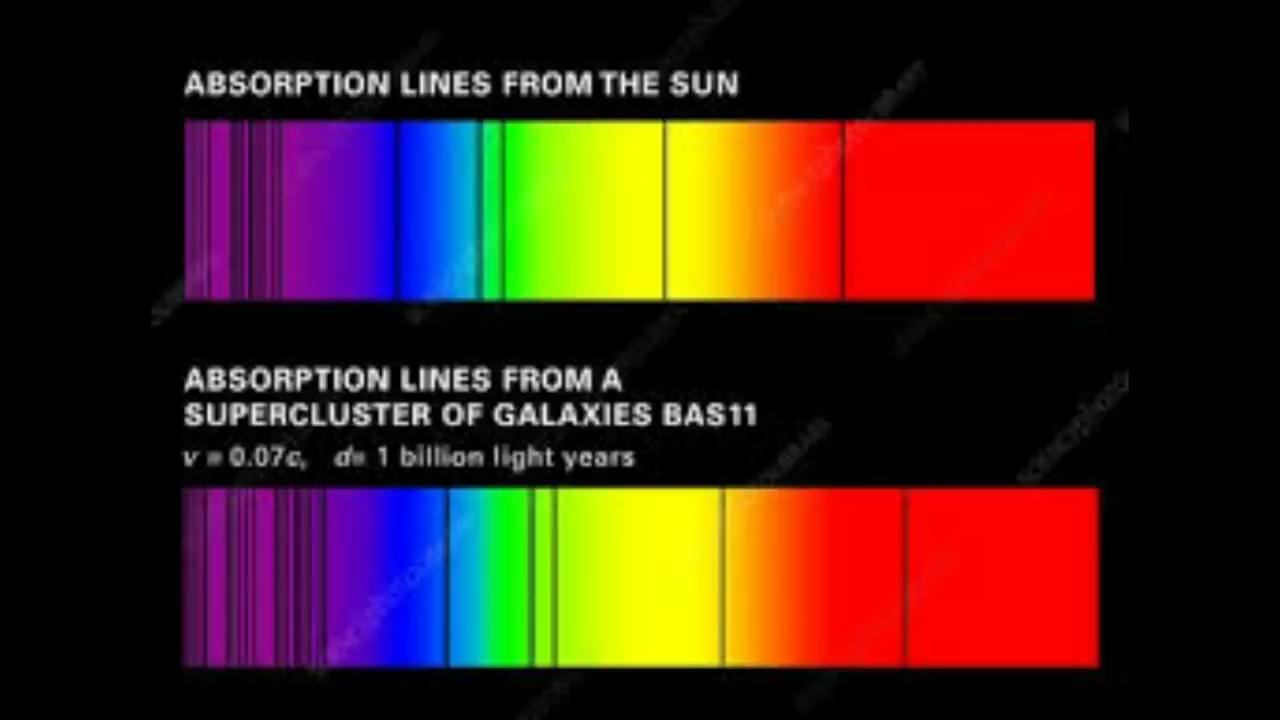 ABSORPTION LINES FROM THE SUN
ABSORPTION LINES FROM A
SUPERCLUSTER OF GALAXIES BAS11
v = 0.07c, d= 1 billion light years